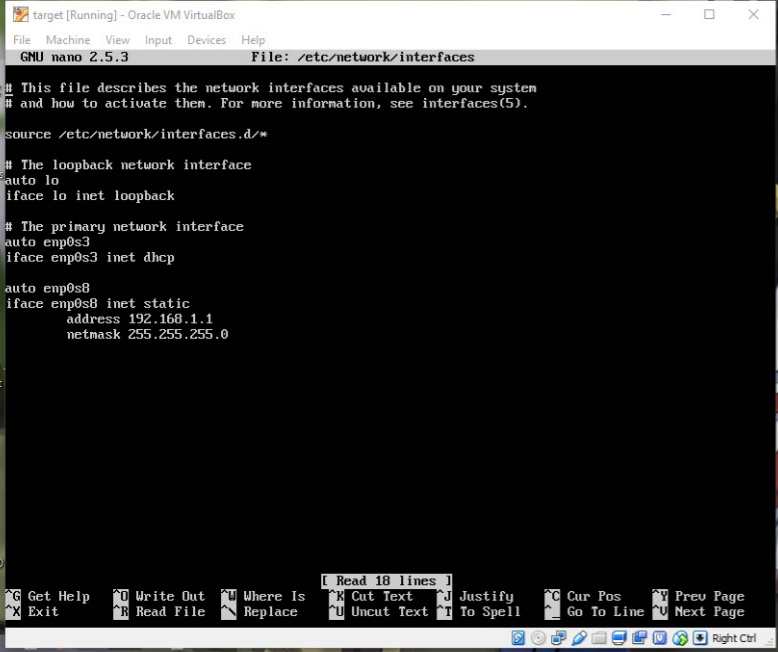 target [Running] - Oracle VM VirtualBox
File Machine View Input Devices Help
GNU nano 2.5.3 File: /etc/network/interfaces
# This file describes the network interfaces available on your system
# and how to activate them. For more information, see interfaces(5).
source /etc/network/interfaces.d/*
# The loopback network interface
auto lo
iface lo inet loopback
# The primary network interface
auto enp0s3
iface enp0s3 inet dhcp
auto enp0s8
iface enp0s8 inet static
address 192.168.1.1
netmask 255.255.255.0
[ Read 18 lines ]
^G Get Help ^O Write Out ^W Where Is ^K Cut Text ^J Justify ^C Cur Pos ^Y Prev Page
^X Exit ^R Read File ^\ Replace ^U Uncut Text ^T To Spell ^_ Go To Line ^V Next Page
Right Ctrl